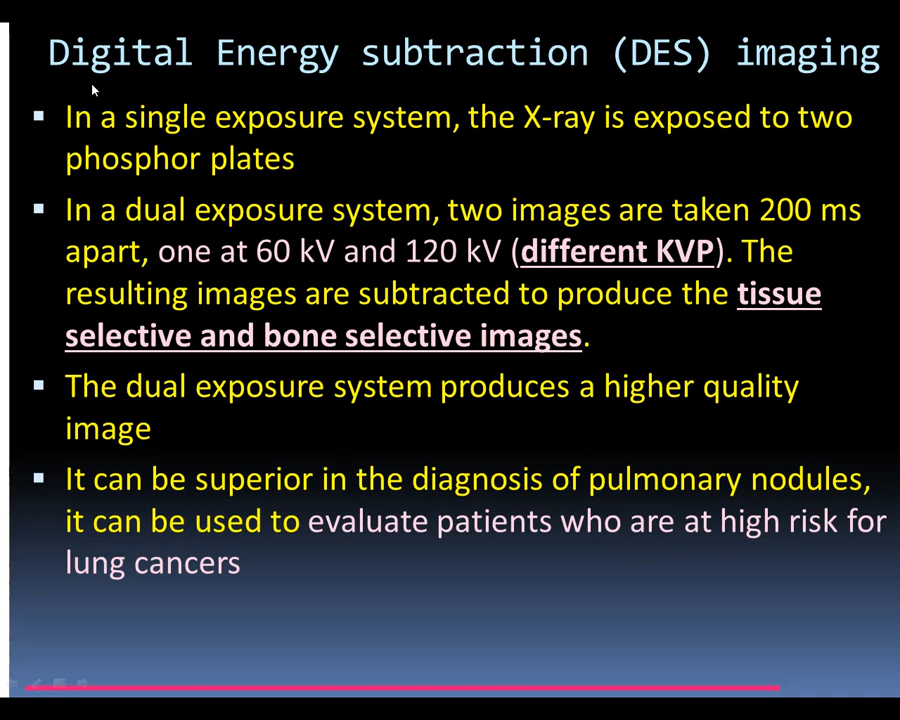 Digital Energy subtraction (DES) imaging
▪ In a single exposure system, the X-ray is exposed to two
phosphor plates
▪ In a dual exposure system, two images are taken 200 ms
apart, one at 60 kV and 120 kV (different KVP). The
resulting images are subtracted to produce the tissue
selective and bone selective images.
▪ The dual exposure system produces a higher quality
image
▪ It can be superior in the diagnosis of pulmonary nodules,
it can be used to evaluate patients who are at high risk for
lung cancers